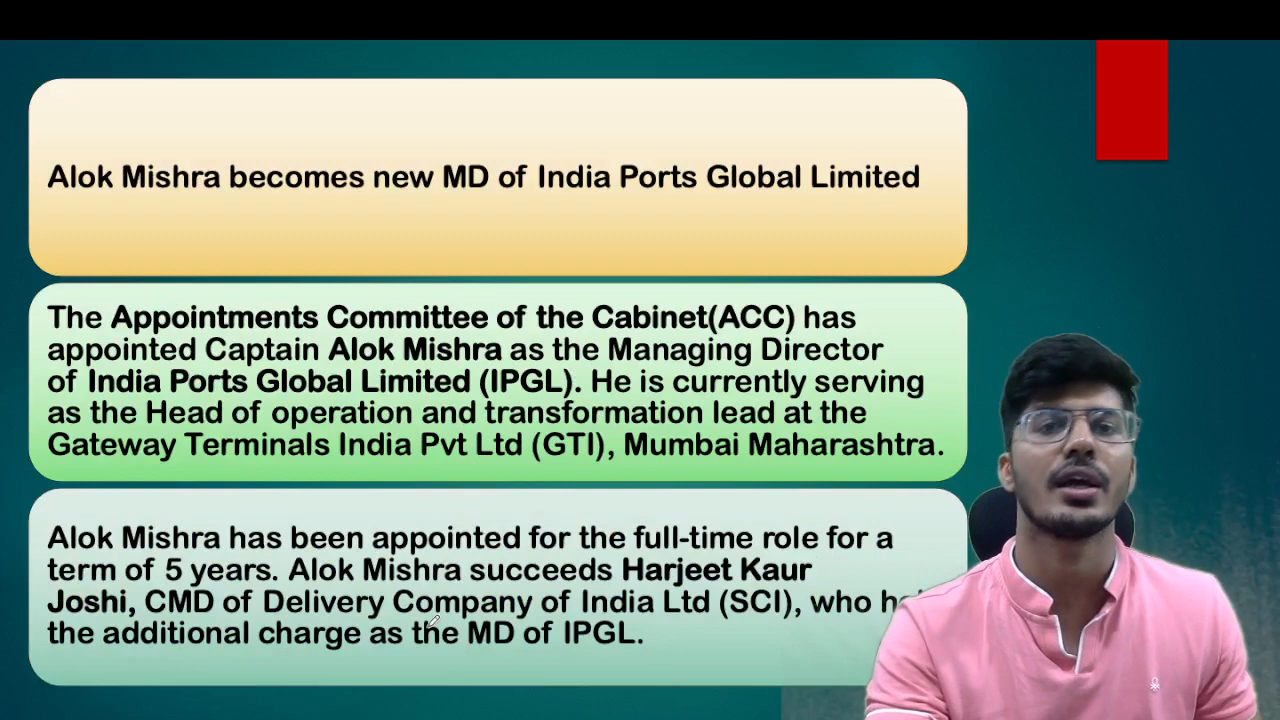 Alok Mishra becomes new MD of India Ports Global Limited
The Appointments Committee of the Cabinet(ACC) has
appointed Captain Alok Mishra as the Managing Director
of India Ports Global Limited (IPGL). He is currently serving
as the Head of operation and transformation lead at the
Gateway Terminals India Pvt Ltd (GTI), Mumbai Maharashtra.
Alok Mishra has been appointed for the full-time role for a
term of 5 years. Alok Mishra succeeds Harjeet Kaur
Joshi, CMD of Delivery Company of India Ltd (SCI), who
the additional charge as the MD of IPGL.